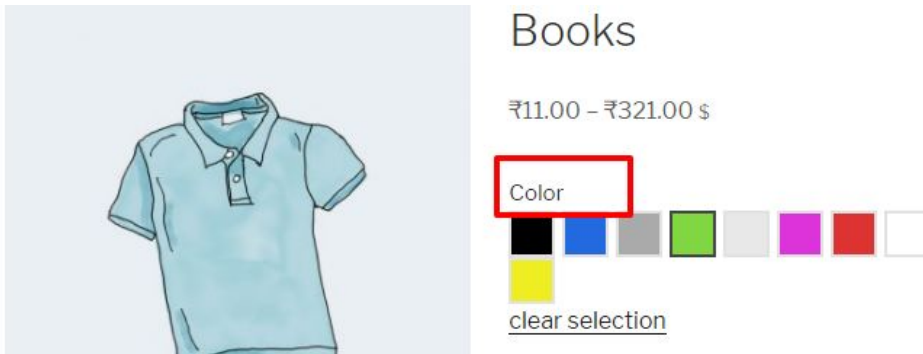 Books
₹11.00 – ₹321.00 $
Color
clear selection